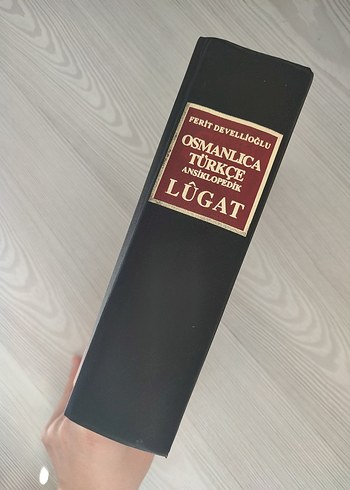 FERİT DEVELLİOĞLU
OSMANLICA
TÜRKÇE
ANSİKLOPEDİK
LÛGAT